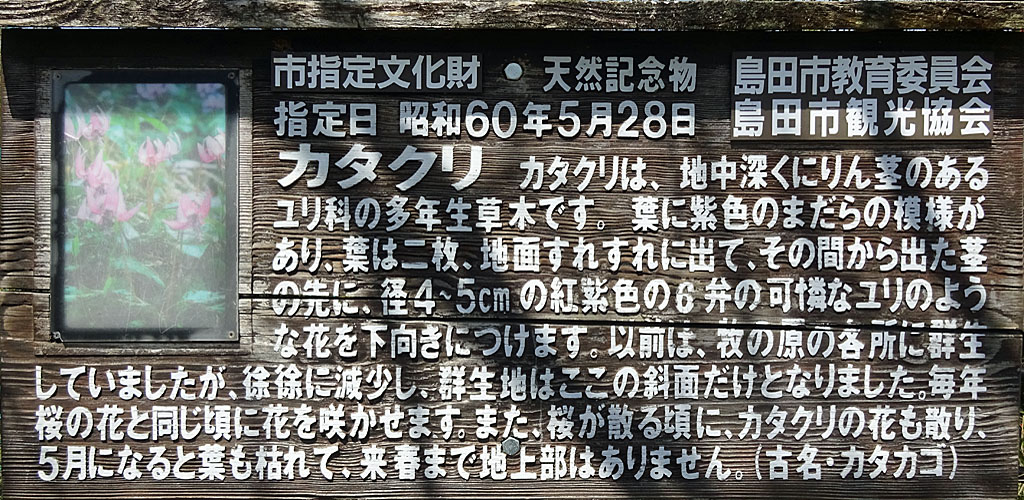 市指定文化財・天然記念物 島田市教育委員会
指定日 昭和60年5月28日 島田市観光協会
カタクリ カタクリは、地中深くにりん茎のある
ユリ科の多年生草木です。葉に紫色のまだらの模様が
あり、葉は二枚、地面すれすれに出て、その間から出た茎
の先に、径4~5cmの紅紫色の6弁の可憐なユリのよう
な花を下向きにつけます。以前は、牧の原の各所に群生
していましたが、徐徐に減少し、群生地はここの斜面だけとなりました。毎年
桜の花と同じ頃に花を咲かせます。また、桜が散る頃に、カタクリの花も散り、
5月になると葉も枯れて、来春まで地上部はありません。(古名・カタカコ)